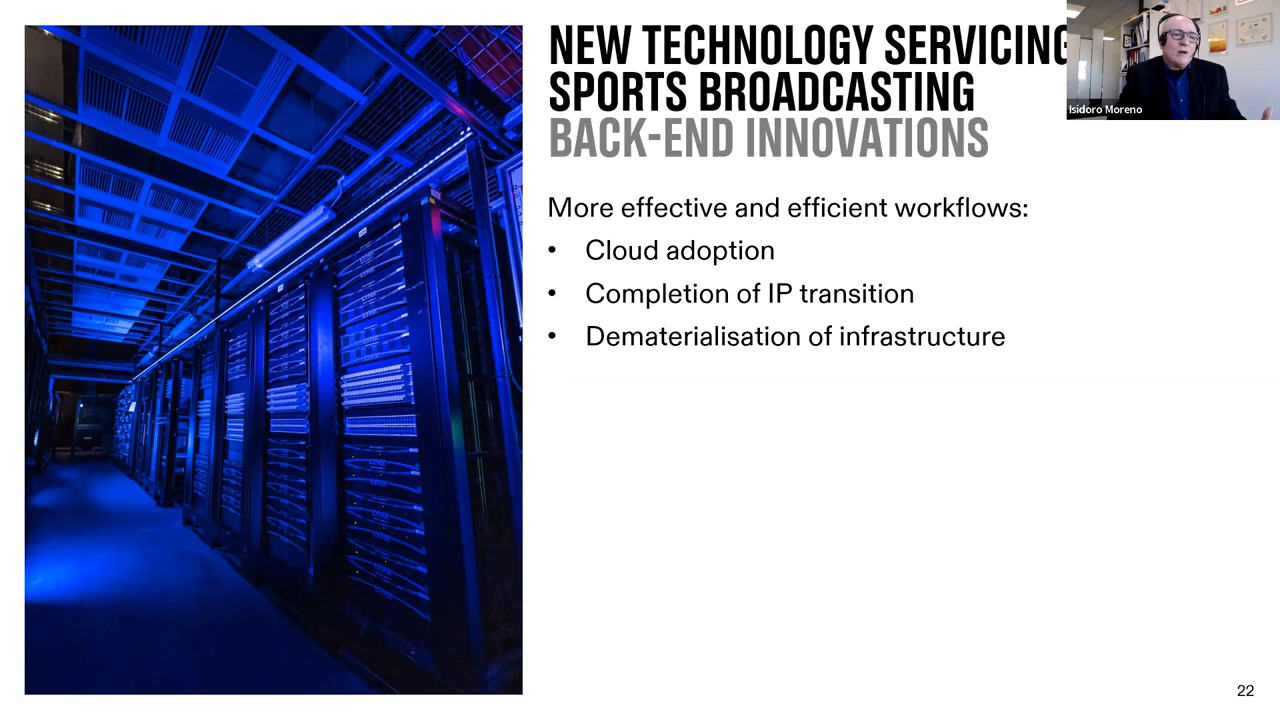 NEW TECHNOLOGY SERVICING
SPORTS BROADCASTING
BACK-END INNOVATIONS
Isidoro Moreno
More effective and efficient workflows:
• Cloud adoption
• Completion of IP transition
• Dematerialisation of infrastructure
22